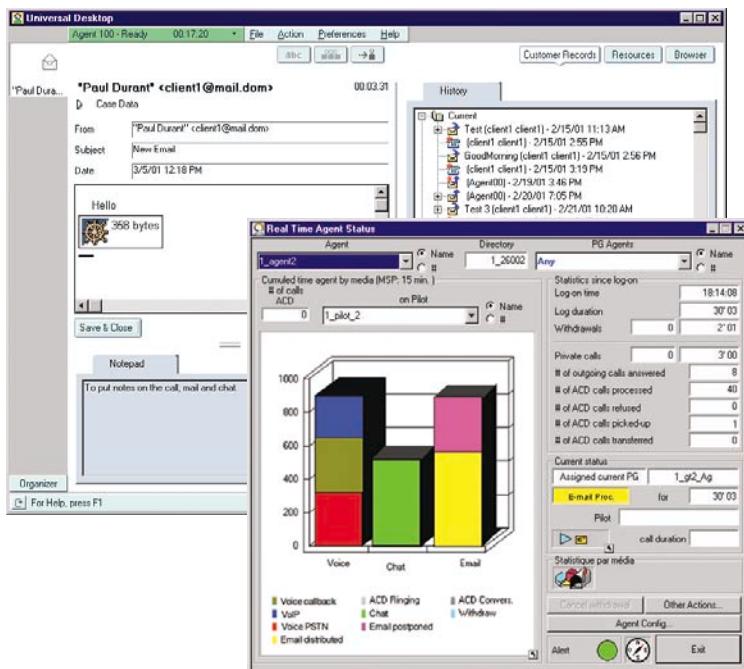 Universal Desktop
Agent 100 - Ready 00.17.20 File Action Preferences Help
Abc
Customer Records Resources Browser
"Paul Dura...
"Paul Durant" <client1@mail.dom> 00:03.31
Case Data
From "Paul Durant" <client1@mail.dom>
Subject New Email
Date 3/5/01 12:18 PM
Hello
358 bytes
Save & Close
Notepad
To put notes on the call, mail and chat
Organizer
For Help, press F1
History
Current
Test (client1 client1) - 2/15/01 11:13 AM
(client1 client1) - 2/15/01 2:55 PM
GoodMorning (client1 client1) - 2/15/01 2:56 PM
(client1 client1) - 2/15/01 3:19 PM
(Agent00) - 2/19/01 3:46 PM
(Agent00) - 2/20/01 7:05 PM
Test 3 (client1 client1) - 2/21/01 10:20 AM
Real Time Agent Status
Agent Directory PG Agents
1_agent2 Name # 1_26002 Any Name #
Cumuled time agent by media (MSP: 15 min. )
# of calls
ACD on Pilot
0 1_pilot_2 Name #
1000
800
600
400
200
0
Voice Chat Email
Voice callback ACD Ringing ACD Convers.
VoIP Chat Withdraw
Voice PSTN Email postponed
Email distributed
Statistics since log-on
Log-on time 18:14:08
Log duration 30' 03
Withdrawals 0 2' 01
Private calls 0 3' 00
# of outgoing calls answered 8
# of ACD calls processed 40
# of ACD calls refused 0
# of ACD calls picked-up 1
# of ACD calls transferred 0
Current status
Assigned current PG 1_gt2_Ag
E-mail Proc. for 30' 03
Pilot
call duration
Statistique par média
Cancel withdrawal Other Actions...
Agent Config...
Alert Exit